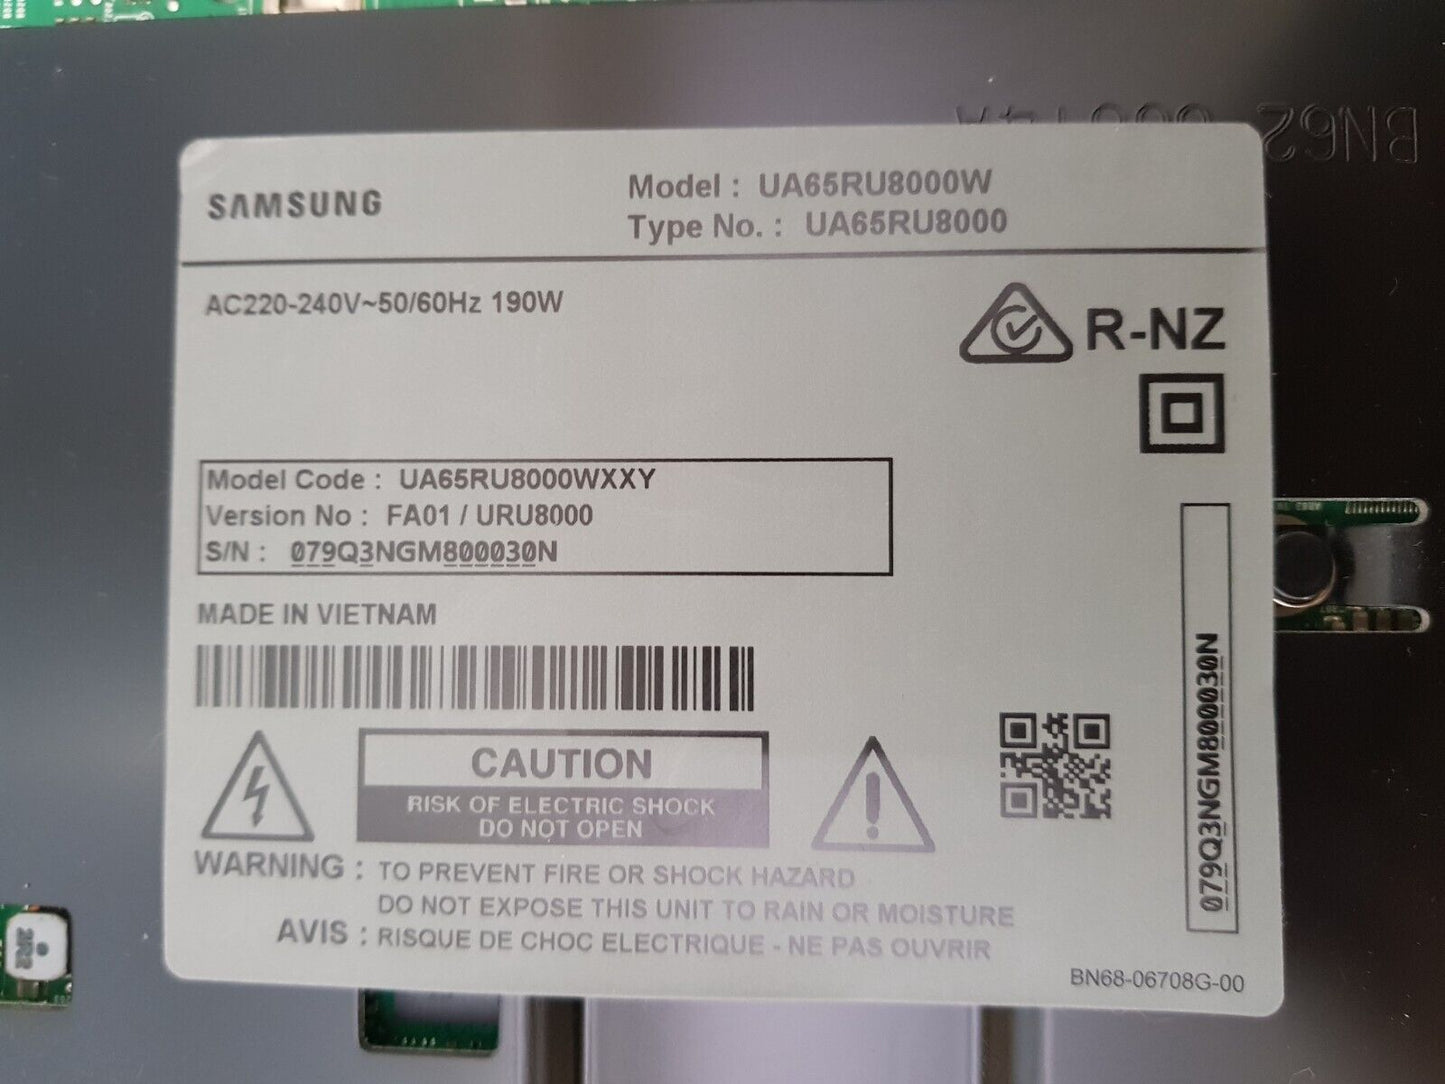 BN62
SAMSUNG
Model : UA65RU8000W
Type No. : UA65RU8000
AC220-240V~50/60Hz 190W
R-NZ
Model Code : UA65RU8000WXXY
Version No : FA01 / URU8000
S/N : 079Q3NGM800030N
MADE IN VIETNAM
079Q3NGM800030N
CAUTION
RISK OF ELECTRIC SHOCK
DO NOT OPEN
WARNING : TO PREVENT FIRE OR SHOCK HAZARD
DO NOT EXPOSE THIS UNIT TO RAIN OR MOISTURE
AVIS : RISQUE DE CHOC ELECTRIQUE - NE PAS OUVRIR
BN68-06708G-00
2R2